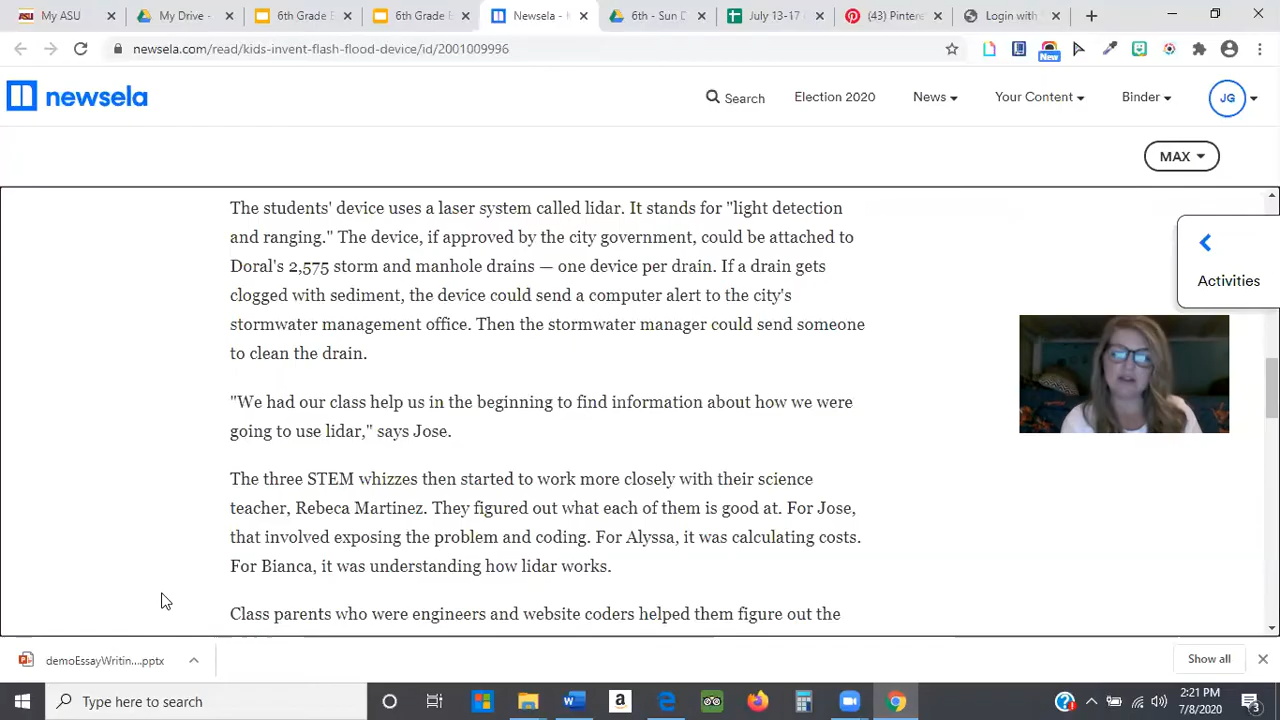 My ASU
My Drive -
6th Grade E
6th Grade D
Newsela - K
6th - Sun D
July 13-17 C
(43) Pintere
Login with
newsela.com/read/kids-invent-flash-flood-device/id/2001009996
New
newsela
Search
Election 2020
News
Your Content
Binder
JG
MAX
The students' device uses a laser system called lidar. It stands for "light detection
and ranging." The device, if approved by the city government, could be attached to
Doral's 2,575 storm and manhole drains — one device per drain. If a drain gets
clogged with sediment, the device could send a computer alert to the city's
stormwater management office. Then the stormwater manager could send someone
to clean the drain.
Activities
"We had our class help us in the beginning to find information about how we were
going to use lidar," says Jose.
The three STEM whizzes then started to work more closely with their science
teacher, Rebeca Martinez. They figured out what each of them is good at. For Jose,
that involved exposing the problem and coding. For Alyssa, it was calculating costs.
For Bianca, it was understanding how lidar works.
Class parents who were engineers and website coders helped them figure out the
demoEssayWritin....pptx
Show all
Type here to search
2:21 PM
7/8/2020
3